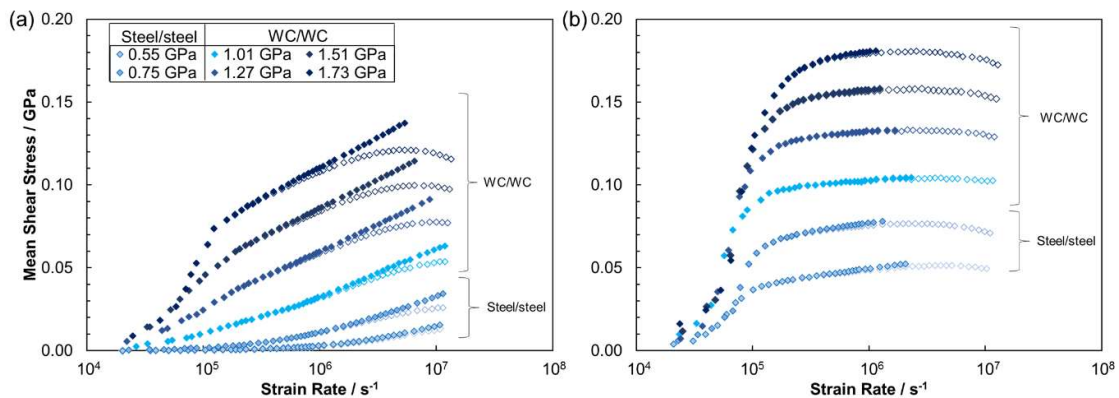 (a)
Steel/steel WC/WC
0.55 GPa 1.01 GPa 1.51 GPa
0.75 GPa 1.27 GPa 1.73 GPa
0.20
0.15
0.10
0.05
0.00
Mean Shear Stress / GPa
WC/WC
Steel/steel
10⁴ 10⁵ 10⁶ 10⁷ 10⁸
Strain Rate / s⁻¹
(b)
0.20
0.15
0.10
0.05
0.00
WC/WC
Steel/steel
10⁴ 10⁵ 10⁶ 10⁷ 10⁸
Strain Rate / s⁻¹